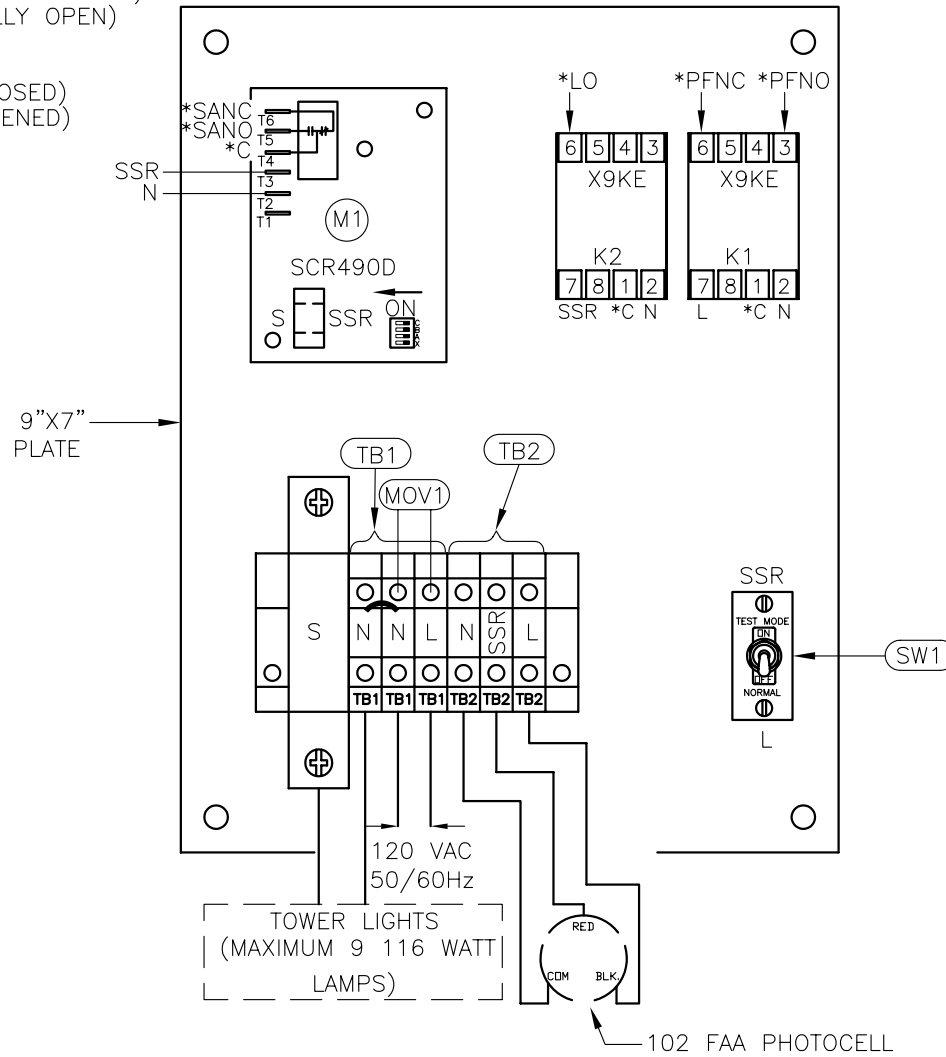 LLY OPEN)
OSED)
ENED)
*SANC
*SANO
*C
SSR
N
T6
T5
T4
T3
T2
T1
M1
SCR490D
S
SSR
ON
C
B
A
X
*LO
*PFNC *PFNO
6 5 4 3
X9KE
K2
7 8 1 2
SSR *C N
6 5 4 3
X9KE
K1
7 8 1 2
L *C N
9"X7"
PLATE
TB1
MOV1
TB2
S
N N L N SSR L
TB1 TB1 TB1 TB2 TB2 TB2
SSR
TEST MODE
ON
OFF
NORMAL
L
SW1
120 VAC
50/60Hz
TOWER LIGHTS
(MAXIMUM 9 116 WATT
LAMPS)
RED
COM BLK.
102 FAA PHOTOCELL